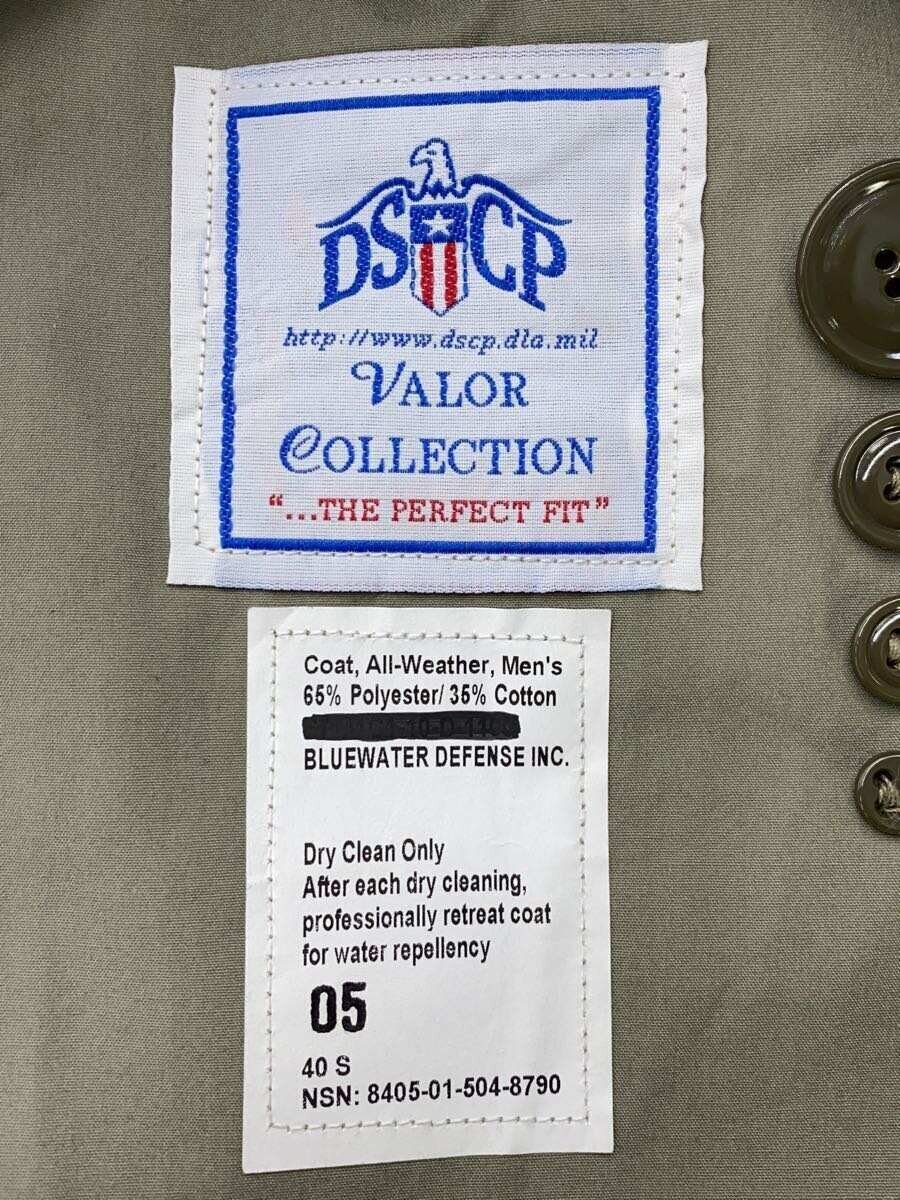 DSCP
http://www.dscp.dla.mil
VALOR
COLLECTION
"...THE PERFECT FIT"
Coat, All-Weather, Men's
65% Polyester/ 35% Cotton
BLUEWATER DEFENSE INC.
Dry Clean Only
After each dry cleaning,
professionally retreat coat
for water repellency
05
40 S
NSN: 8405-01-504-8790